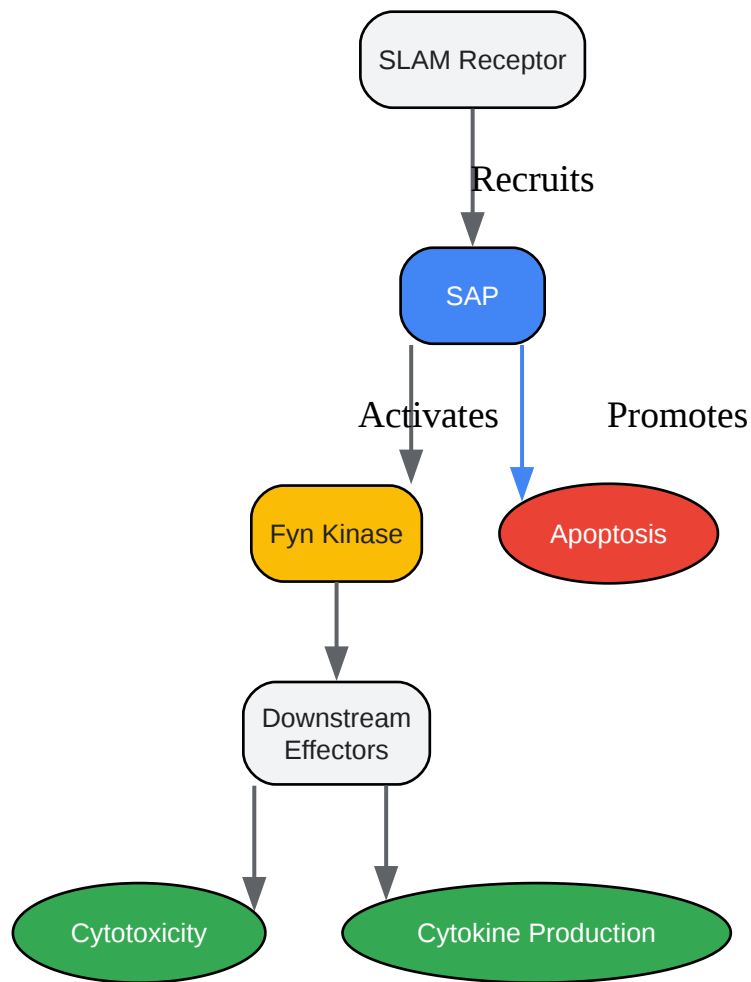 SLAM Receptor
Recruits
SAP
Activates
Promotes
Fyn Kinase
Apoptosis
Downstream
Effectors
Cytotoxicity
Cytokine Production